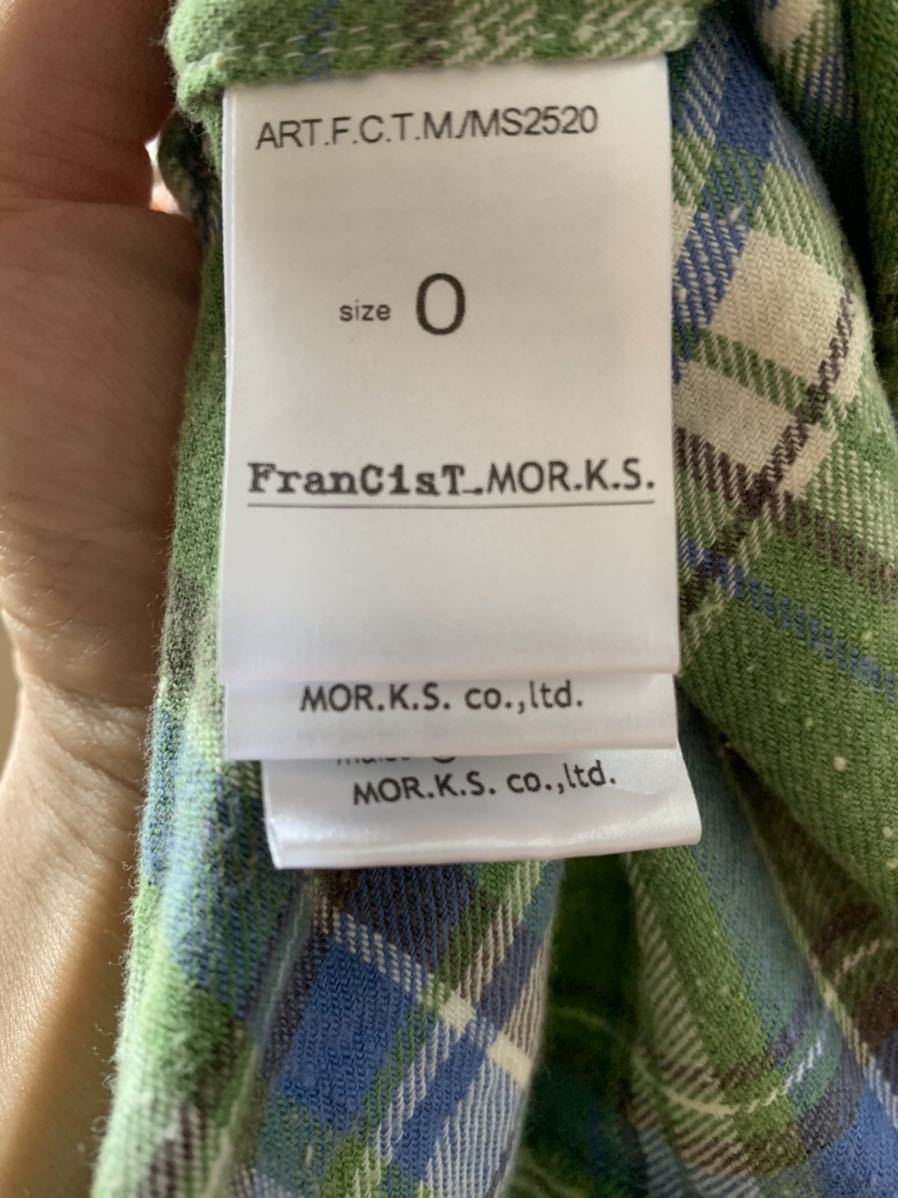 ART.F.C.T.M./MS2520
size 0
FranCisT_MOR.K.S.
MOR.K.S. co.,ltd.
MOR.K.S. co.,ltd.